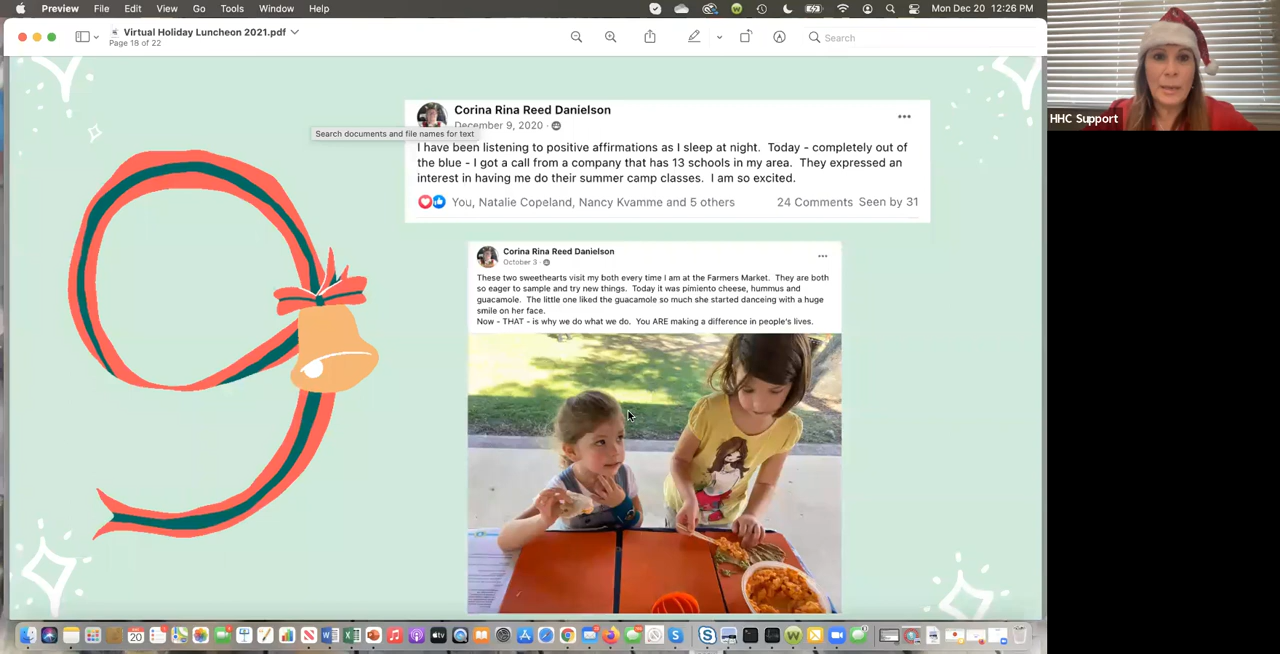 Preview File Edit View Go Tools Window Help Mon Dec 20 12:26 PM
Virtual Holiday Luncheon 2021.pdf
Page 18 of 22
Search
HHC Support
Corina Rina Reed Danielson
December 9, 2020
Search documents and file names for text
I have been listening to positive affirmations as I sleep at night. Today - completely out of
the blue - I got a call from a company that has 13 schools in my area. They expressed an
interest in having me do their summer camp classes. I am so excited.
You, Natalie Copeland, Nancy Kvamme and 5 others 24 Comments Seen by 31
Corina Rina Reed Danielson
October 3
These two sweethearts visit my both every time I am at the Farmers Market. They are both
so eager to sample and try new things. Today it was pimiento cheese, hummus and
guacamole. The little one liked the guacamole so much she started danceing with a huge
smile on her face.
Now - THAT - is why we do what we do. You ARE making a difference in people's lives.
9